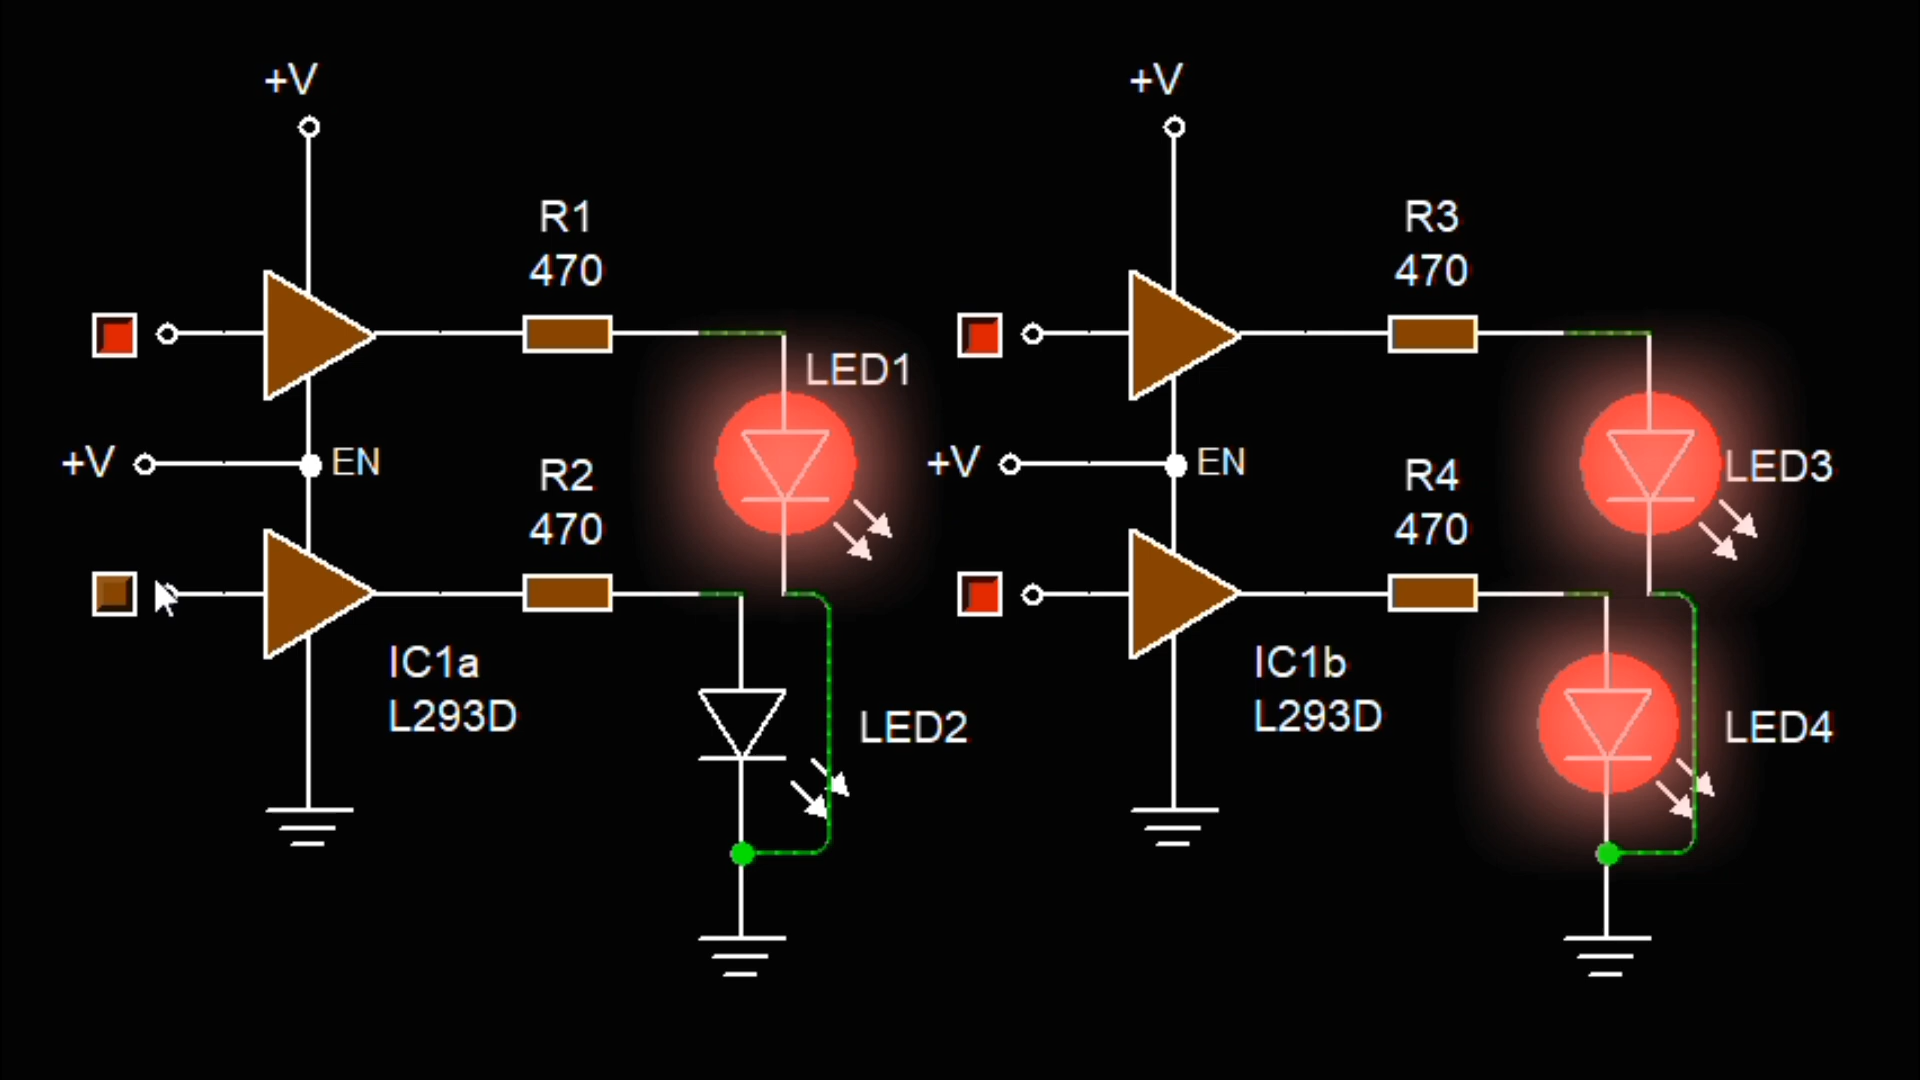 +V
R1
470
LED1
+V
EN
R2
470
IC1a
L293D
LED2
+V
R3
470
LED3
+V
EN
R4
470
IC1b
L293D
LED4